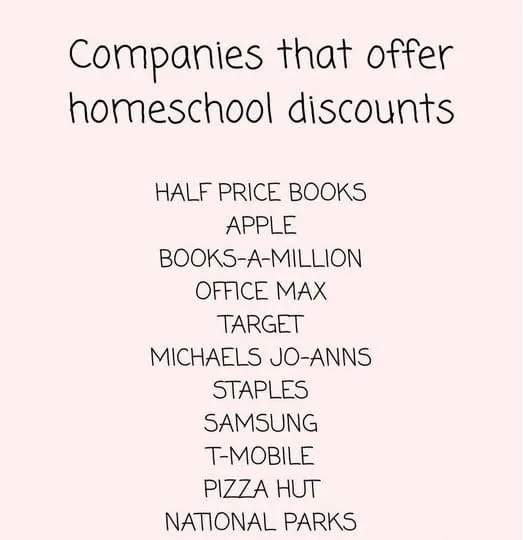 Companies that offer
homeschool discounts
HALF PRICE BOOKS
APPLE
BOOKS-A-MILLION
OFFICE MAX
TARGET
MICHAELS JO-ANNS
STAPLES
SAMSUNG
T-MOBILE
PIZZA HUT
NATIONAL PARKS